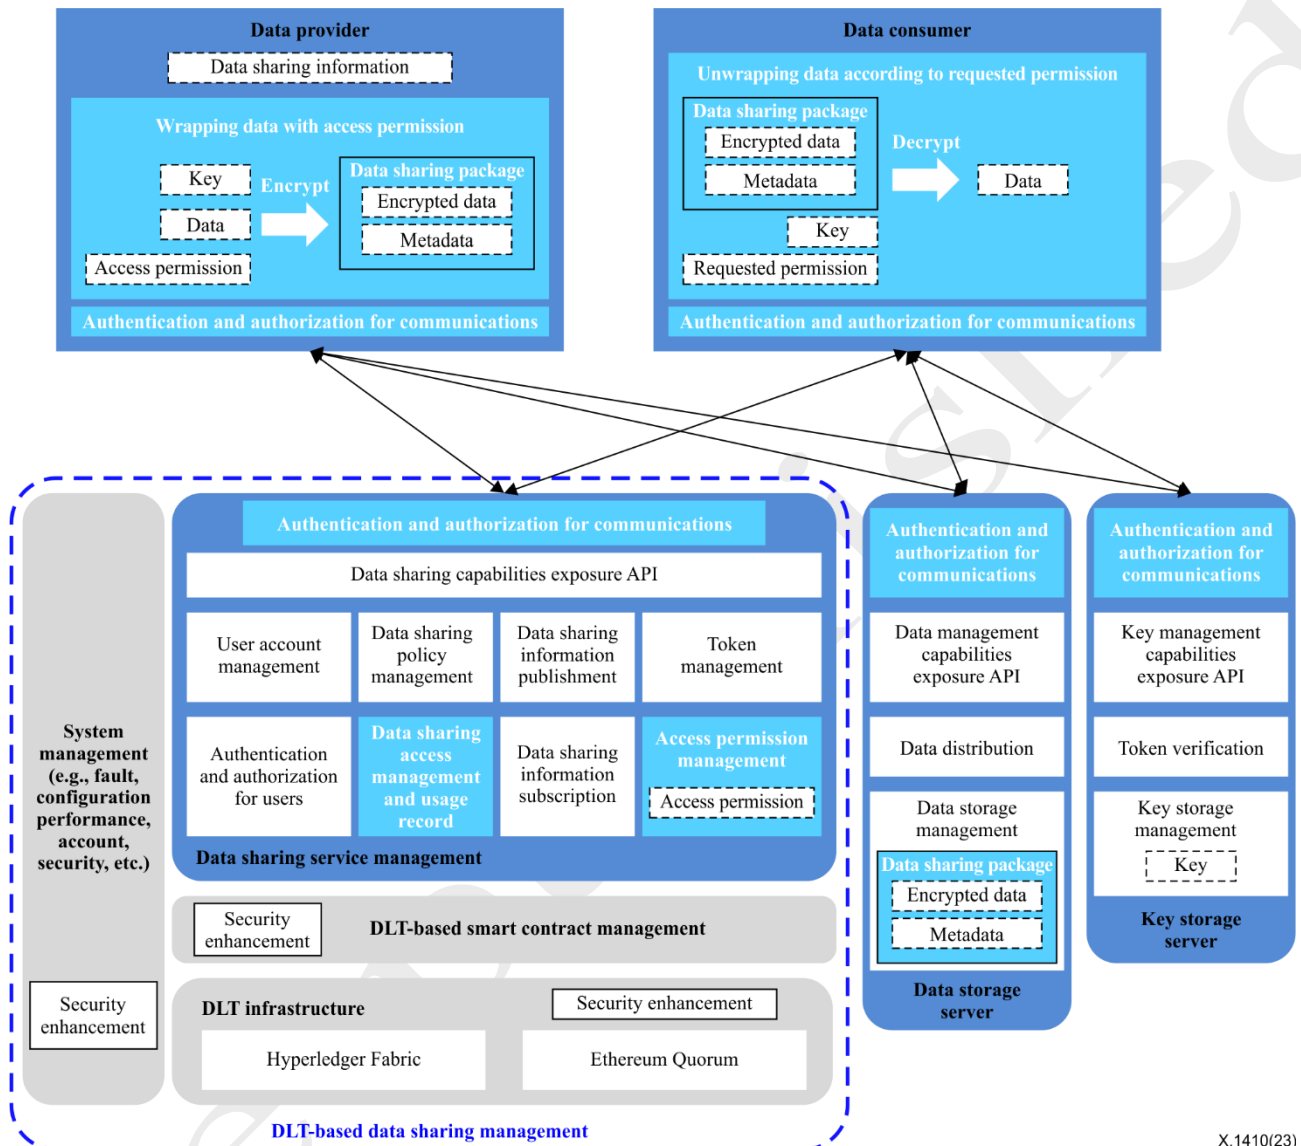 Data provider
Data sharing information
Wrapping data with access permission
Key
Encrypt
Data
Access permission
Data sharing package
Encrypted data
Metadata
Authentication and authorization for communications
Data consumer
Unwrapping data according to requested permission
Data sharing package
Encrypted data
Metadata
Decrypt
Data
Key
Requested permission
Authentication and authorization for communications
System
management
(e.g., fault,
configuration
performance,
account,
security, etc.)
Security
enhancement
Authentication and authorization for communications
Data sharing capabilities exposure API
User account
management
Data sharing
policy
management
Data sharing
information
publishment
Token
management
Authentication
and authorization
for users
Data sharing
access
management
and usage
record
Data sharing
information
subscription
Access permission
management
Access permission
Data sharing service management
Security
enhancement
DLT-based smart contract management
DLT infrastructure
Security enhancement
Hyperledger Fabric
Ethereum Quorum
DLT-based data sharing management
Authentication and
authorization for
communications
Data management
capabilities
exposure API
Data distribution
Data storage
management
Data sharing package
Encrypted data
Metadata
Data storage
server
Authentication and
authorization for
communications
Key management
capabilities
exposure API
Token verification
Key storage
management
Key
Key storage
server
X.1410(23)